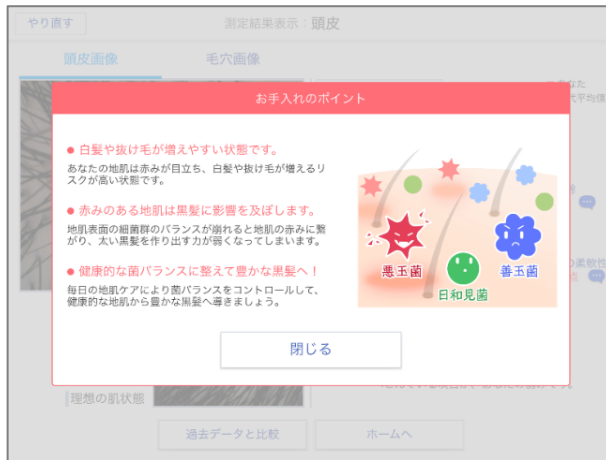 やり直す
測定結果表示：頭皮
頭皮画像
毛穴画像
お手入れのポイント
● 白髪や抜け毛が増えやすい状態です。
あなたの地肌は赤みが目立ち、白髪や抜け毛が増えるリ
スクが高い状態です。
● 赤みのある地肌は黒髪に影響を及ぼします。
地肌表面の細菌群のバランスが崩れると地肌の赤みに繋
がり、太い黒髪を作り出す力が弱くなってしまいます。
● 健康的な菌バランスに整えて豊かな黒髪へ！
毎日の地肌ケアにより菌バランスをコントロールして、
健康的な地肌から豊かな黒髪へ導きましょう。
悪玉菌
日和見菌
善玉菌
閉じる
理想の肌状態
過去データと比較
ホームへ